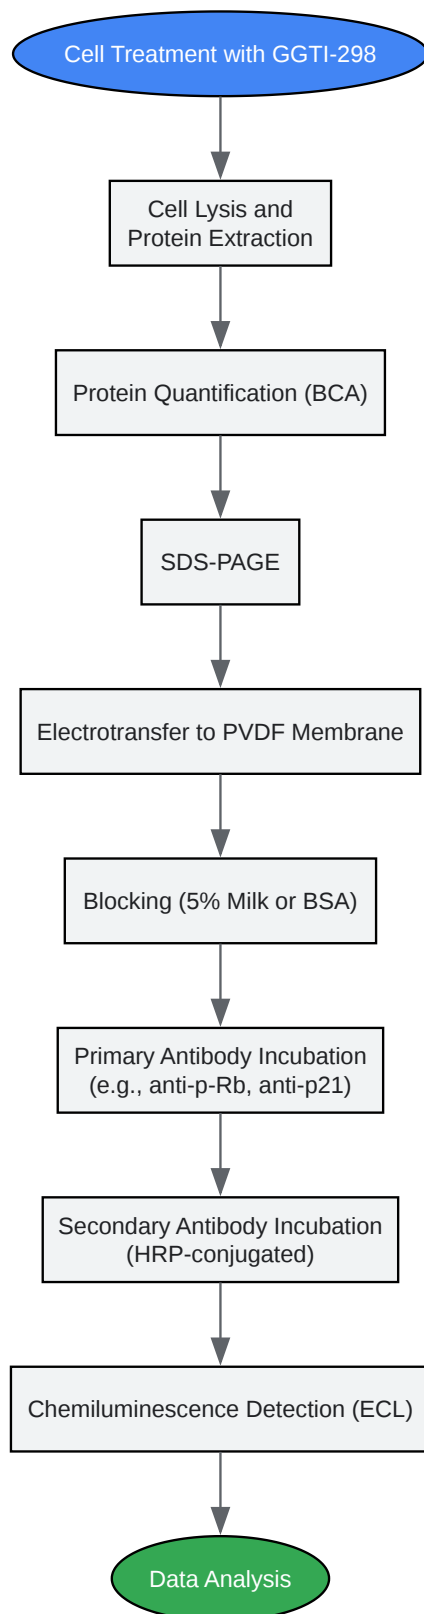 Cell Treatment with GGTI-298
Cell Lysis and
Protein Extraction
Protein Quantification (BCA)
SDS-PAGE
Electrotransfer to PVDF Membrane
Blocking (5% Milk or BSA)
Primary Antibody Incubation
(e.g., anti-p-Rb, anti-p21)
Secondary Antibody Incubation
(HRP-conjugated)
Chemiluminescence Detection (ECL)
Data Analysis